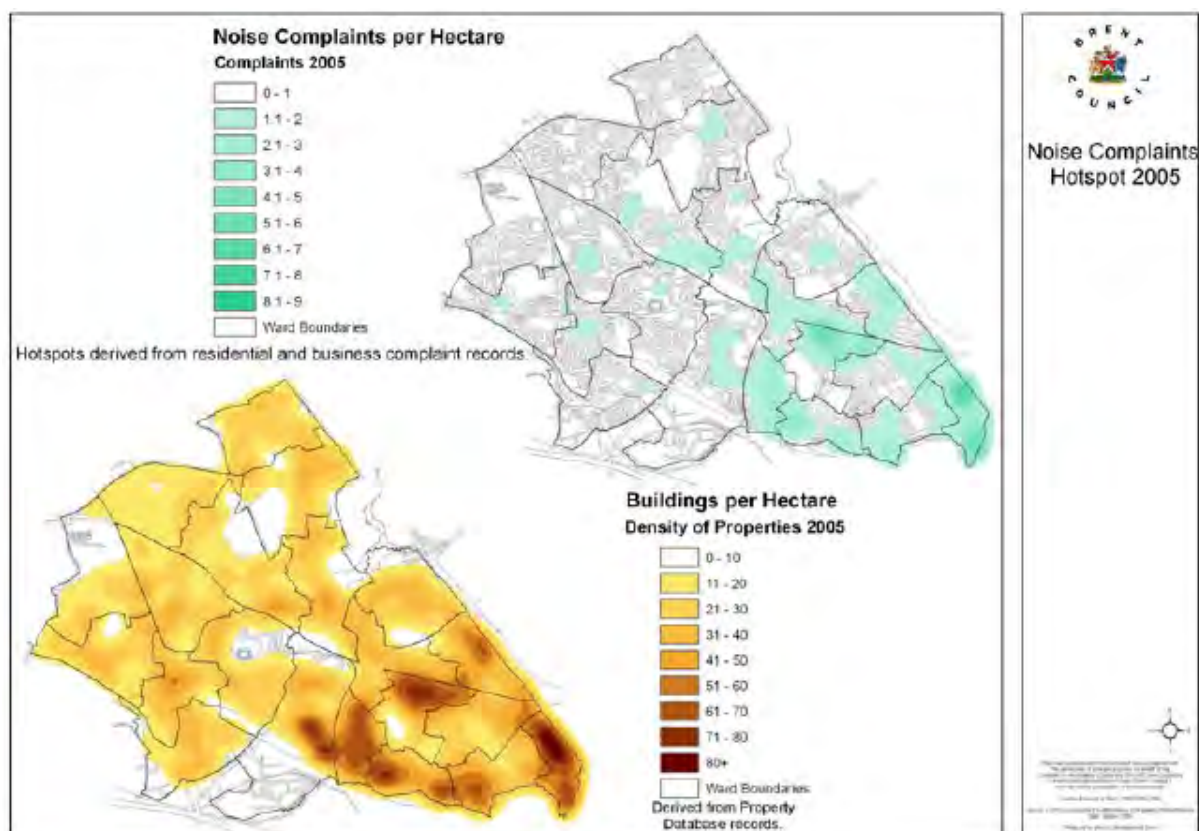 Noise Complaints per Hectare
Complaints 2005
0 - 1
1.1 - 2
2.1 - 3
3.1 - 4
4.1 - 5
5.1 - 6
6.1 - 7
7.1 - 8
8.1 - 9
Ward Boundaries
Hotspots derived from residential and business complaint records.
Buildings per Hectare
Density of Properties 2005
0 - 10
11 - 20
21 - 30
31 - 40
41 - 50
51 - 60
61 - 70
71 - 80
80+
Ward Boundaries
Derived from Property
Database records.
BRENT
COUNCIL
Noise Complaints
Hotspot 2005